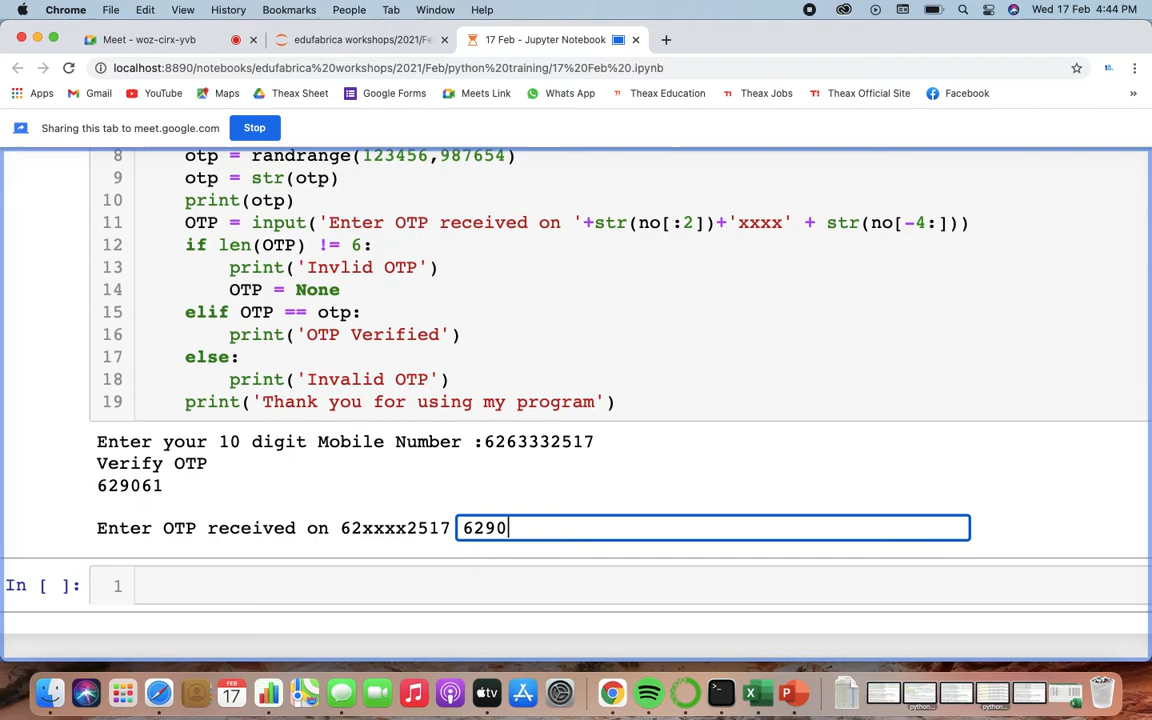 Chrome File Edit View History Bookmarks People Tab Window Help Wed 17 Feb 4:44 PM
Meet - woz-cirx-yvb edufabrica workshops/2021/Fe 17 Feb - Jupyter Notebook
localhost:8890/notebooks/edufabrica%20workshops/2021/Feb/python%20training/17%20Feb%20.ipynb
Apps Gmail YouTube Maps Theax Sheet Google Forms Meets Link Whats App Theax Education Theax Jobs Theax Official Site Facebook »
Sharing this tab to meet.google.com Stop
8 otp = randrange(123456,987654)
9 otp = str(otp)
10 print(otp)
11 OTP = input('Enter OTP received on '+str(no[:2])+'xxxx' + str(no[-4:]))
12 if len(OTP) != 6:
13 print('Invlid OTP')
14 OTP = None
15 elif OTP == otp:
16 print('OTP Verified')
17 else:
18 print('Invalid OTP')
19 print('Thank you for using my program')
Enter your 10 digit Mobile Number :6263332517
Verify OTP
629061
Enter OTP received on 62xxxx2517 6290
In [ ]: 1
FEB
17 tv